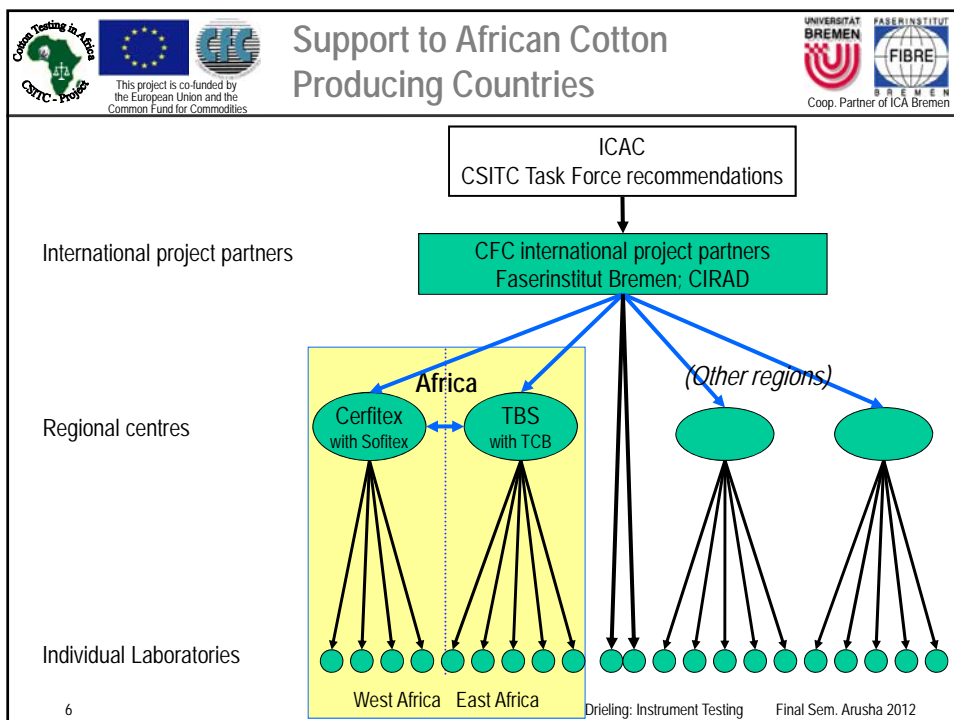 Cotton Testing in Africa
CSITC - Project
CFC
This project is co-funded by
the European Union and the
Common Fund for Commodities
Support to African Cotton
Producing Countries
UNIVERSITÄT
BREMEN
FASERINSTITUT
FIBRE
BREMEN
Coop. Partner of ICA Bremen
ICAC
CSITC Task Force recommendations
International project partners
CFC international project partners
Faserinstitut Bremen; CIRAD
Africa
(Other regions)
Regional centres
Cerfitex
with Sofitex
TBS
with TCB
Individual Laboratories
West Africa
East Africa
6
Drieling: Instrument Testing
Final Sem. Arusha 2012